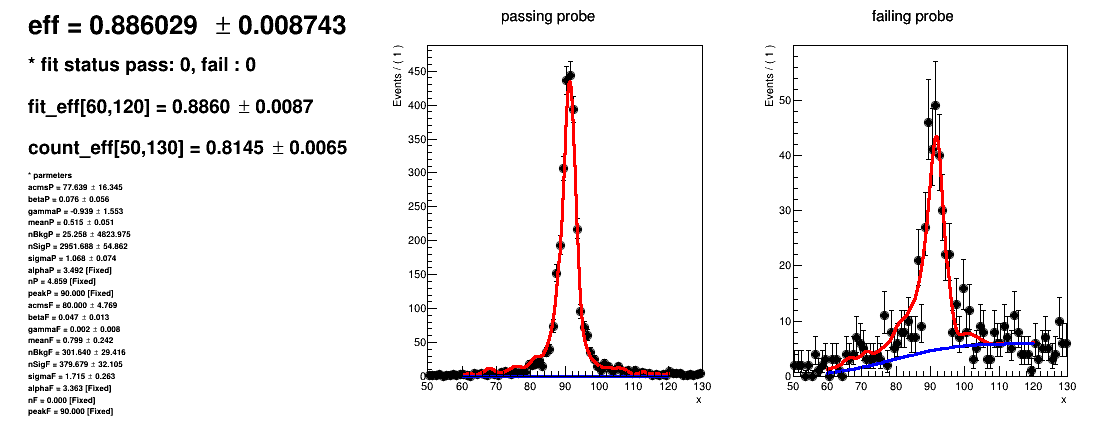 eff = 0.886029 ± 0.008743
* fit status pass: 0, fail : 0
fit_eff[60,120] = 0.8860 ± 0.0087
count_eff[50,130] = 0.8145 ± 0.0065
* parmeters
acmsP = 77.639 ± 16.345
betaP = 0.076 ± 0.056
gammaP = -0.939 ± 1.553
meanP = 0.515 ± 0.051
nBkgP = 25.258 ± 4823.975
nSigP = 2951.688 ± 54.862
sigmaP = 1.068 ± 0.074
alphaP = 3.492 [Fixed]
nP = 4.859 [Fixed]
peakP = 90.000 [Fixed]
acmsF = 80.000 ± 4.769
betaF = 0.047 ± 0.013
gammaF = 0.002 ± 0.008
meanF = 0.799 ± 0.242
nBkgF = 301.640 ± 29.416
nSigF = 379.679 ± 32.105
sigmaF = 1.715 ± 0.263
alphaF = 3.363 [Fixed]
nF = 0.000 [Fixed]
peakF = 90.000 [Fixed]
passing probe
Events / ( 1 )
450
400
350
300
250
200
150
100
50
0
50 60 70 80 90 100 110 120 130
x
failing probe
Events / ( 1 )
50
40
30
20
10
0
50 60 70 80 90 100 110 120 130
x